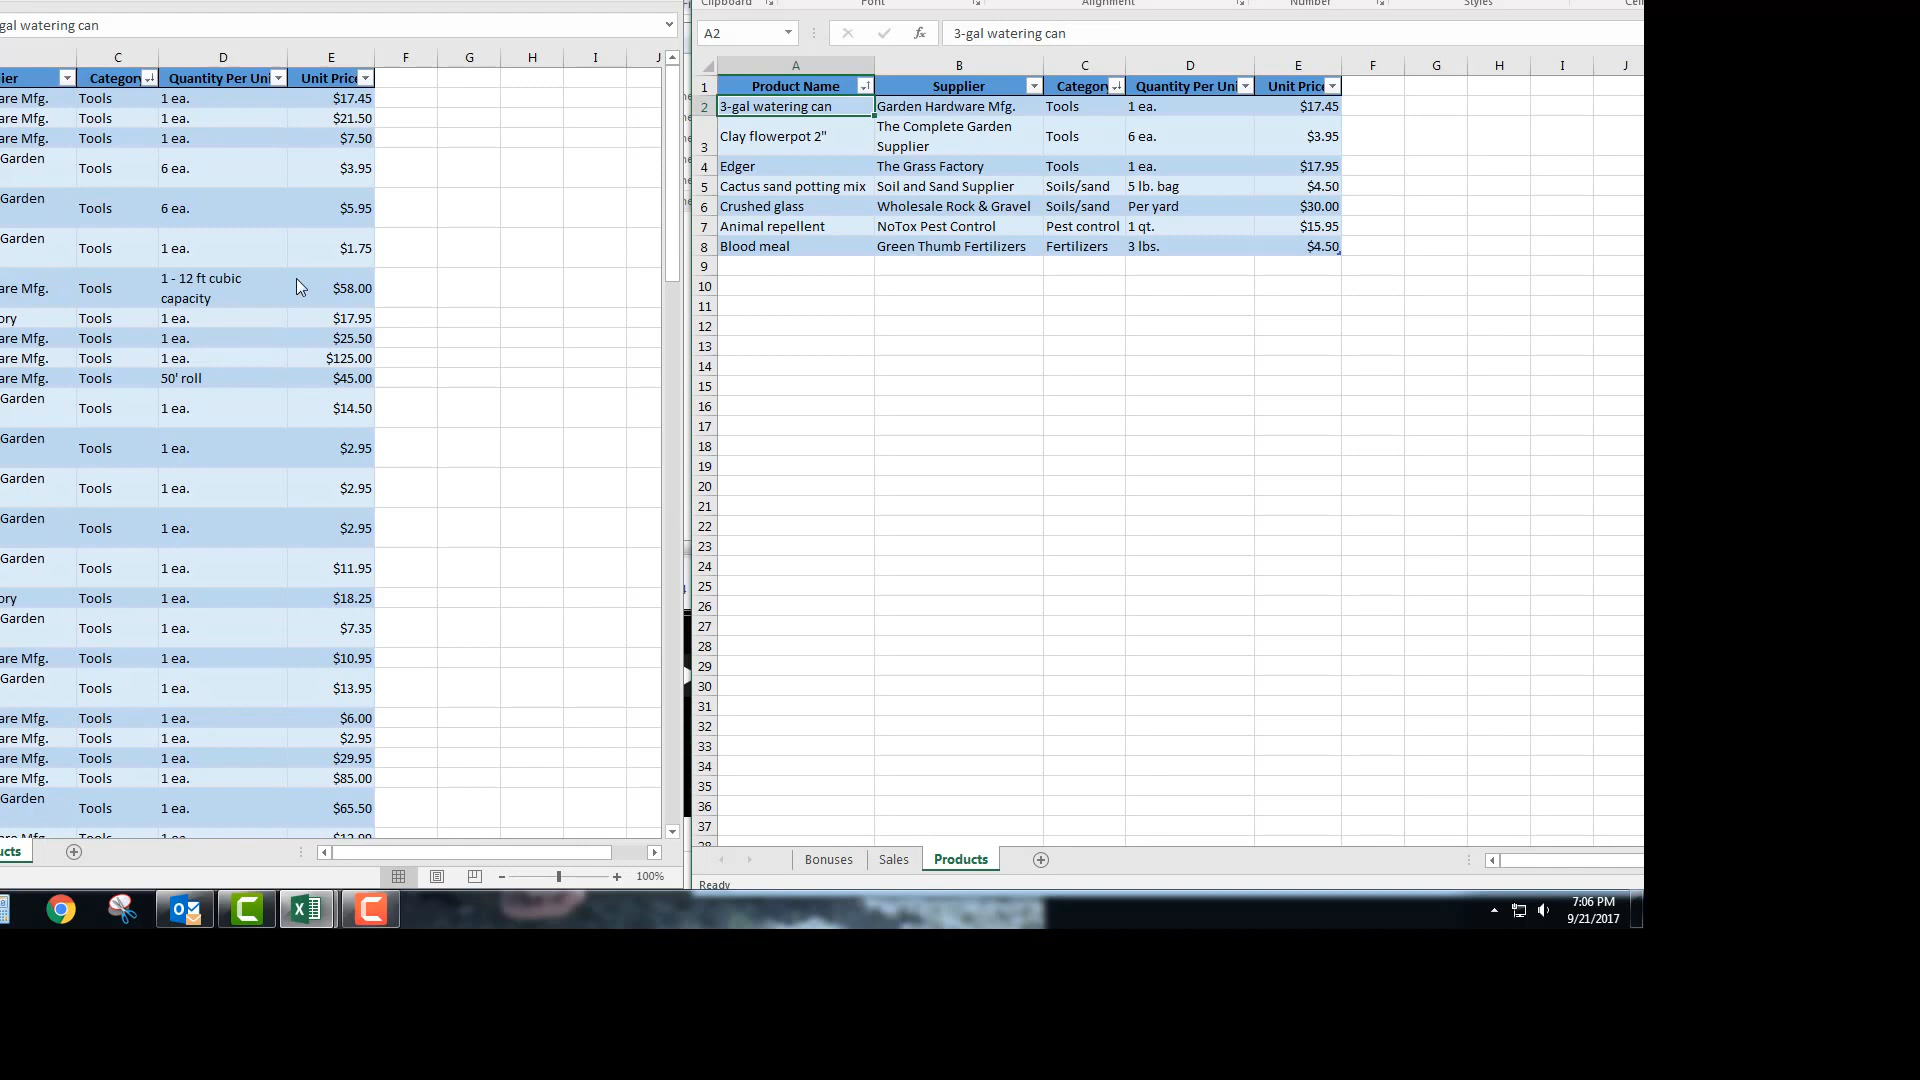 Clipboard Font Alignment Number Styles
gal watering can
A2 fx 3-gal watering can
C D E F G H I J
ier Category Quantity Per Uni Unit Price
are Mfg. Tools 1 ea. $17.45
are Mfg. Tools 1 ea. $21.50
are Mfg. Tools 1 ea. $7.50
Garden
Tools 6 ea. $3.95
Garden
Tools 6 ea. $5.95
Garden
Tools 1 ea. $1.75
are Mfg. Tools 1 - 12 ft cubic capacity $58.00
ory Tools 1 ea. $17.95
are Mfg. Tools 1 ea. $25.50
are Mfg. Tools 1 ea. $125.00
are Mfg. Tools 50' roll $45.00
Garden
Tools 1 ea. $14.50
Garden
Tools 1 ea. $2.95
Garden
Tools 1 ea. $2.95
Garden
Tools 1 ea. $2.95
Garden
Tools 1 ea. $11.95
ory Tools 1 ea. $18.25
Garden
Tools 1 ea. $7.35
are Mfg. Tools 1 ea. $10.95
Garden
Tools 1 ea. $13.95
are Mfg. Tools 1 ea. $6.00
are Mfg. Tools 1 ea. $2.95
are Mfg. Tools 1 ea. $29.95
are Mfg. Tools 1 ea. $85.00
Garden
Tools 1 ea. $65.50
are Mfg. Tools 1 ea. $12.99
ucts
100%
A B C D E F G H I J
1 Product Name Supplier Category Quantity Per Uni Unit Price
2 3-gal watering can Garden Hardware Mfg. Tools 1 ea. $17.45
3 Clay flowerpot 2" The Complete Garden Supplier Tools 6 ea. $3.95
4 Edger The Grass Factory Tools 1 ea. $17.95
5 Cactus sand potting mix Soil and Sand Supplier Soils/sand 5 lb. bag $4.50
6 Crushed glass Wholesale Rock & Gravel Soils/sand Per yard $30.00
7 Animal repellent NoTox Pest Control Pest control 1 qt. $15.95
8 Blood meal Green Thumb Fertilizers Fertilizers 3 lbs. $4.50
9
10
11
12
13
14
15
16
17
18
19
20
21
22
23
24
25
26
27
28
29
30
31
32
33
34
35
36
37
38
Bonuses Sales Products
Ready
7:06 PM
9/21/2017